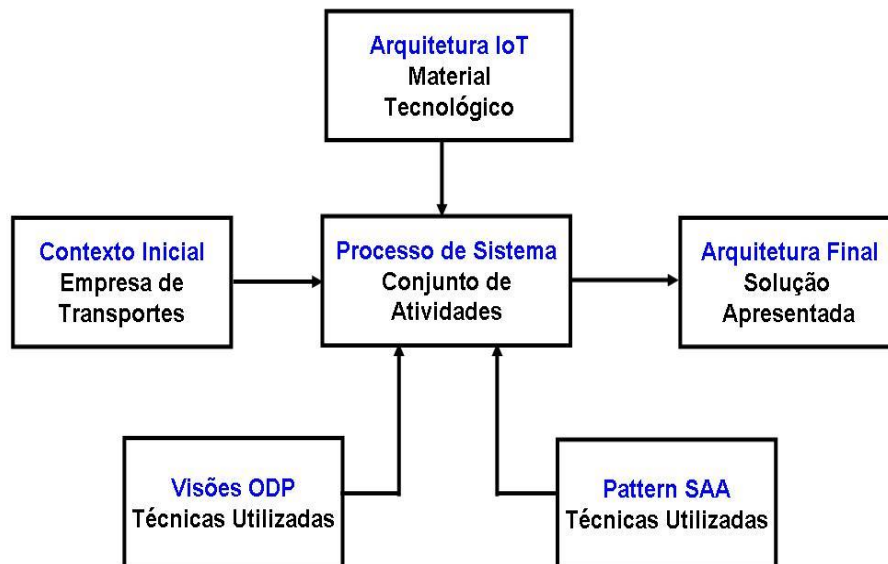 Arquitetura IoT
Material
Tecnológico
Contexto Inicial
Empresa de
Transportes
Processo de Sistema
Conjunto de
Atividades
Arquitetura Final
Solução
Apresentada
Visões ODP
Técnicas Utilizadas
Pattern SAA
Técnicas Utilizadas